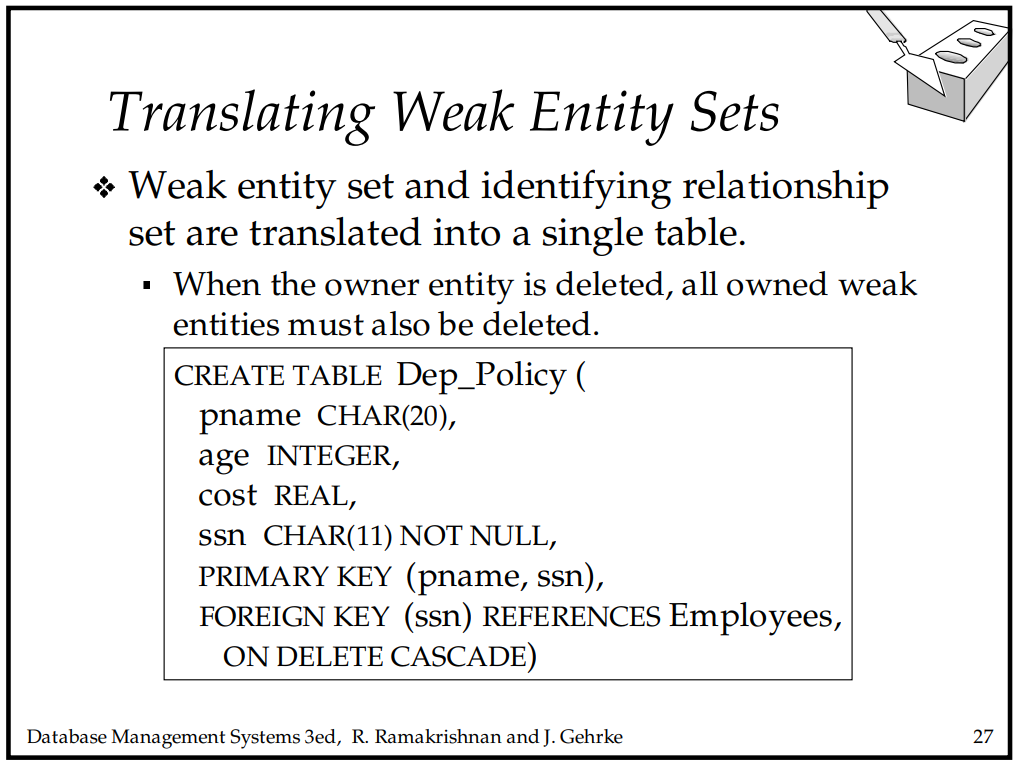 Translating Weak Entity Sets
❖ Weak entity set and identifying relationship
set are translated into a single table.
▪ When the owner entity is deleted, all owned weak
entities must also be deleted.
CREATE TABLE Dep_Policy (
pname CHAR(20),
age INTEGER,
cost REAL,
ssn CHAR(11) NOT NULL,
PRIMARY KEY (pname, ssn),
FOREIGN KEY (ssn) REFERENCES Employees,
ON DELETE CASCADE)
Database Management Systems 3ed, R. Ramakrishnan and J. Gehrke 27